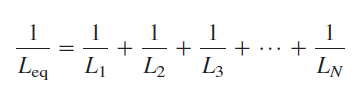 1/L_eq = 1/L_1 + 1/L_2 + 1/L_3 + ⋯ + 1/L_N